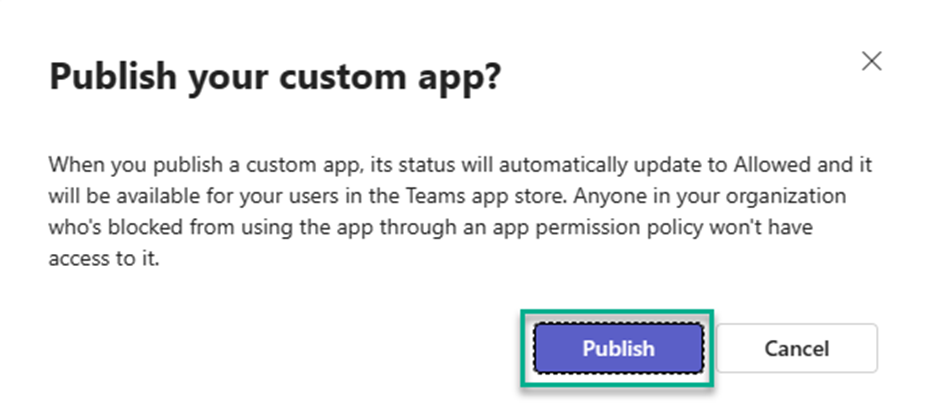 Publish your custom app?
When you publish a custom app, its status will automatically update to Allowed and it
will be available for your users in the Teams app store. Anyone in your organization
who's blocked from using the app through an app permission policy won't have
access to it.
Publish
Cancel